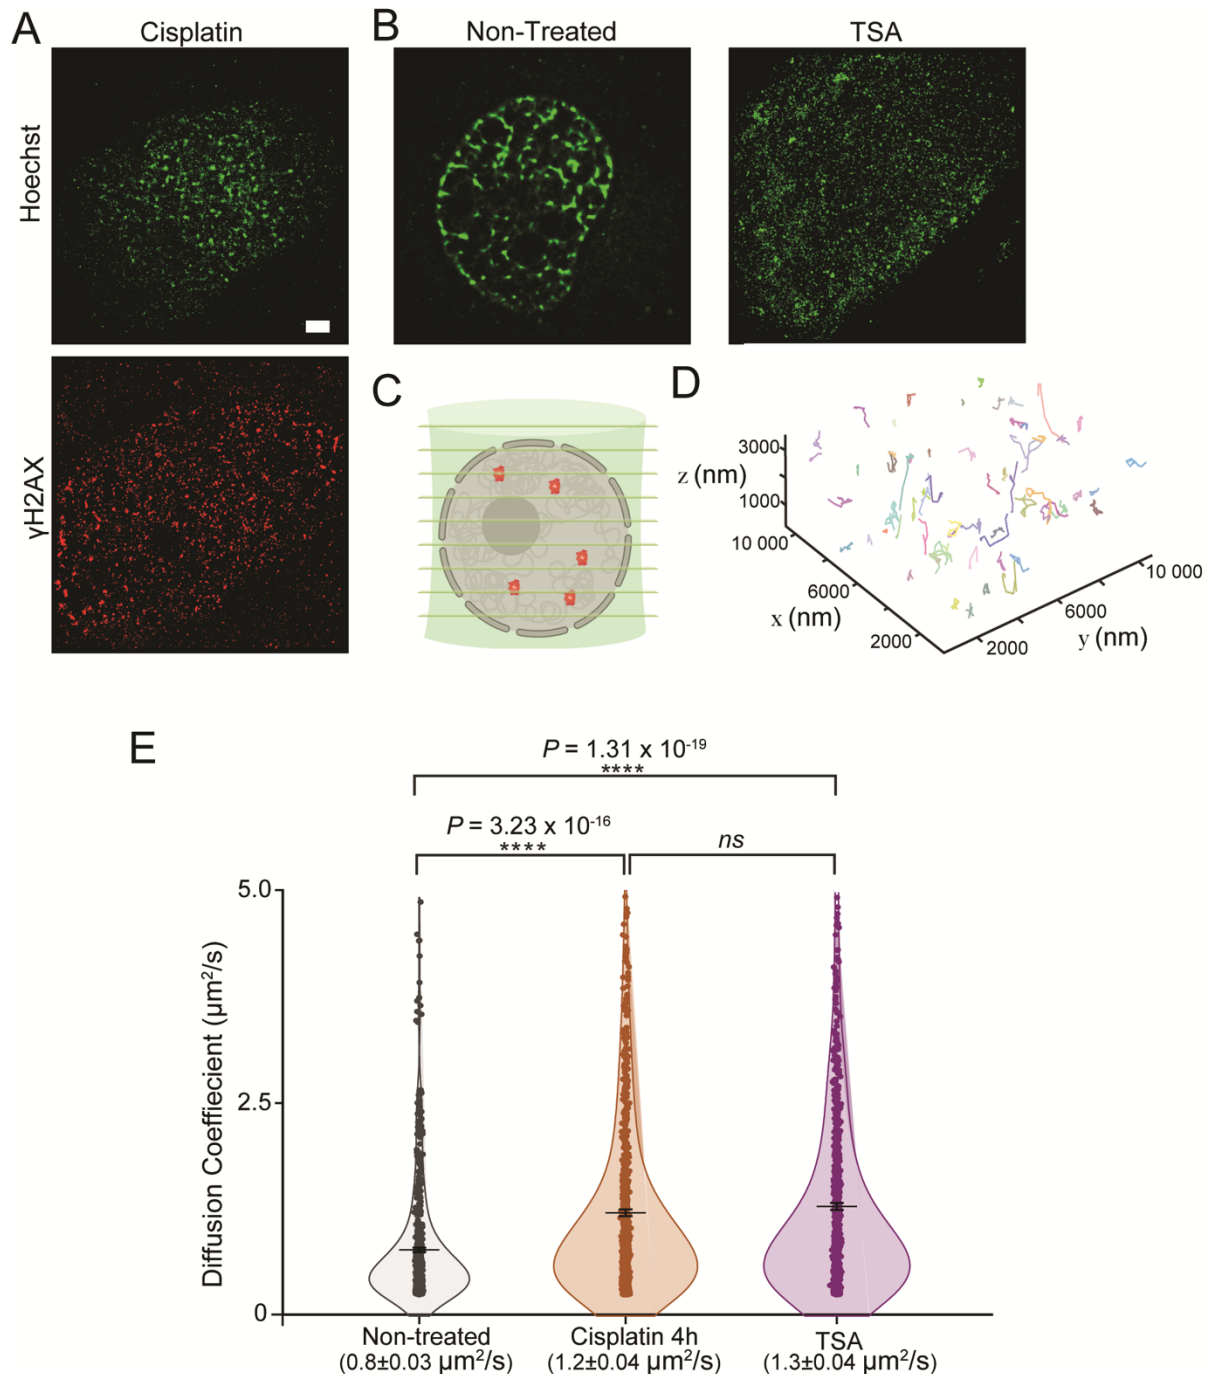 A
Cisplatin
B
Non-Treated
TSA
Hoechst
γH2AX
C
D
3000
z (nm)
1000
10 000
6000
x (nm)
2000
10 000
6000
y (nm)
2000
E
P = 1.31 x 10⁻¹⁹
****
P = 3.23 x 10⁻¹⁶
****
ns
5.0
2.5
0
Diffusion Coeffiecient (µm²/s)
Non-treated
(0.8±0.03 µm²/s)
Cisplatin 4h
(1.2±0.04 µm²/s)
TSA
(1.3±0.04 µm²/s)